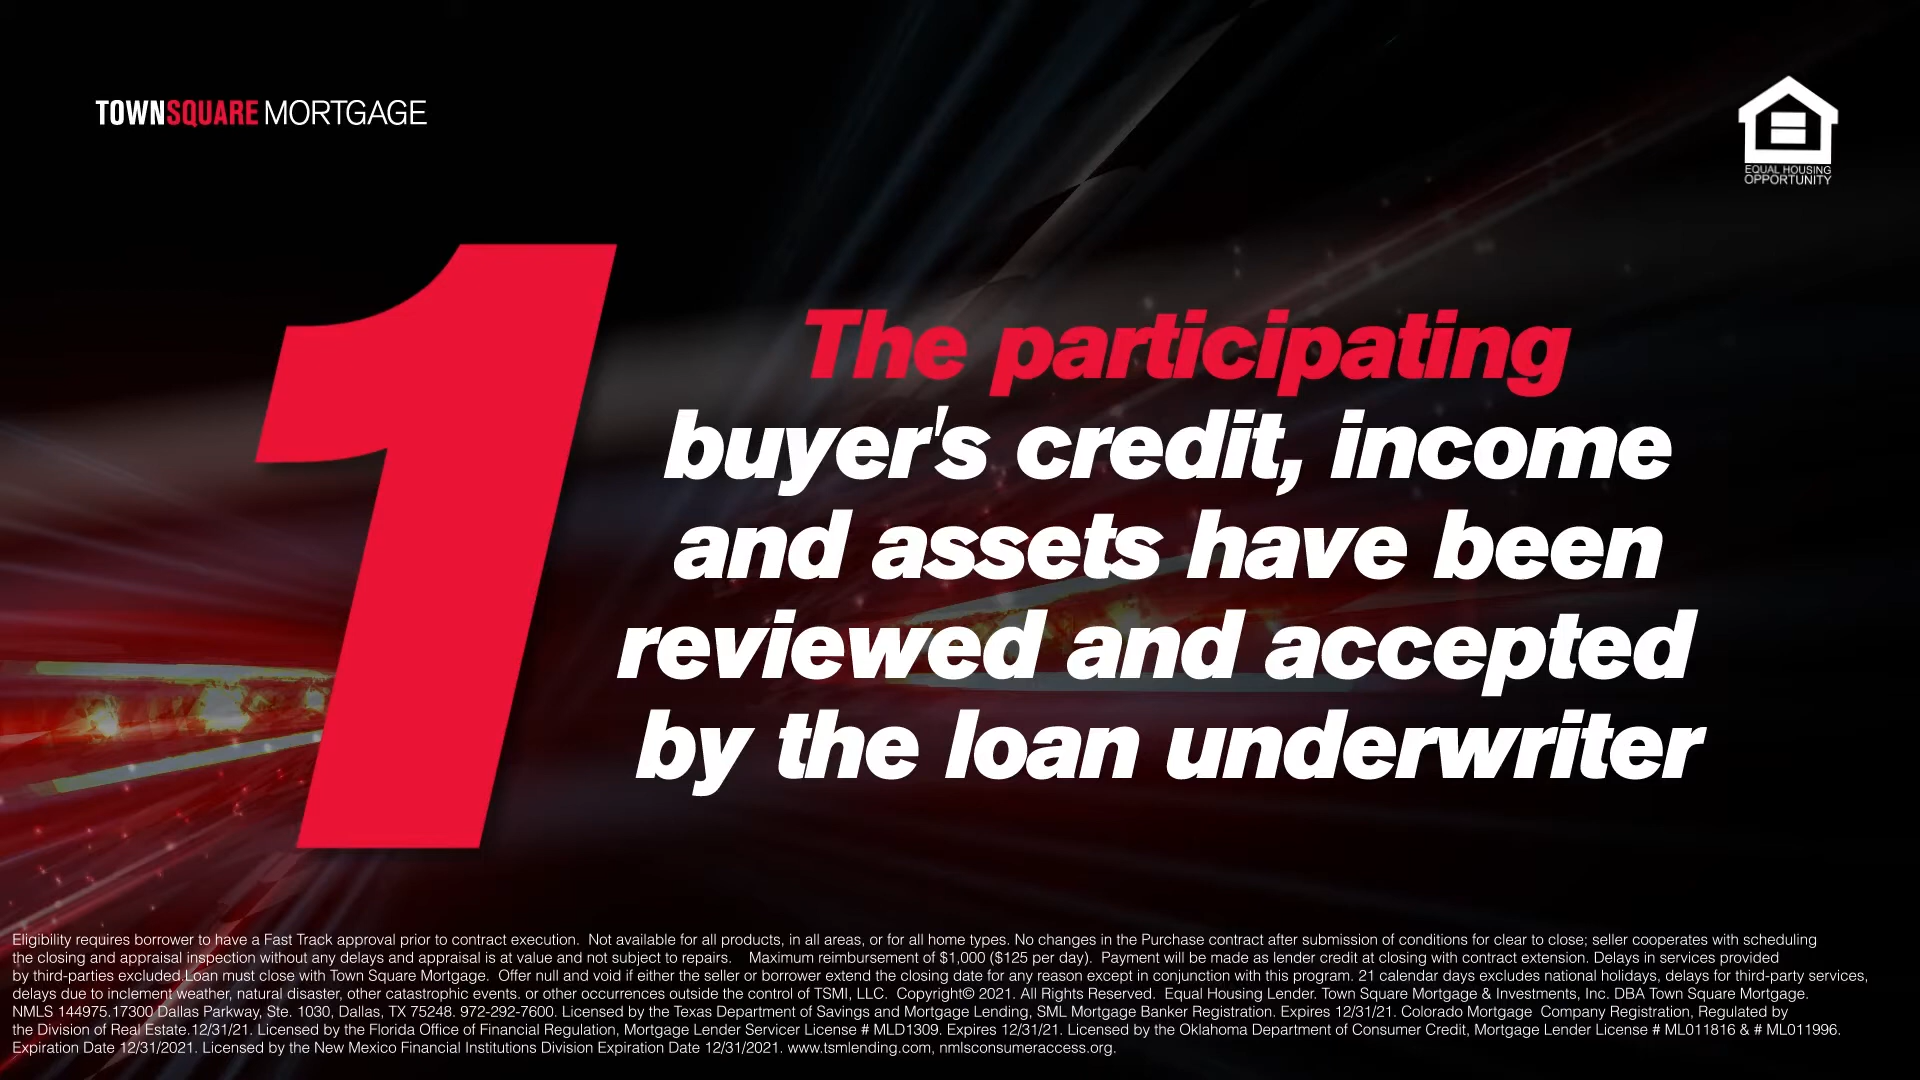 TOWNSQUARE MORTGAGE
EQUAL HOUSING
OPPORTUNITY
1
The participating
buyer's credit, income
and assets have been
reviewed and accepted
by the loan underwriter
Eligibility requires borrower to have a Fast Track approval prior to contract execution.  Not available for all products, in all areas, or for all home types. No changes in the Purchase contract after submission of conditions for clear to close; seller cooperates with scheduling
the closing and appraisal inspection without any delays and appraisal is at value and not subject to repairs.    Maximum reimbursement of $1,000 ($125 per day).  Payment will be made as lender credit at closing with contract extension. Delays in services provided
by third-parties excluded.Loan must close with Town Square Mortgage.  Offer null and void if either the seller or borrower extend the closing date for any reason except in conjunction with this program. 21 calendar days excludes national holidays, delays for third-party services,
delays due to inclement weather, natural disaster, other catastrophic events. or other occurrences outside the control of TSMI, LLC.  Copyright© 2021. All Rights Reserved.  Equal Housing Lender. Town Square Mortgage & Investments, Inc. DBA Town Square Mortgage.
NMLS 144975.17300 Dallas Parkway, Ste. 1030, Dallas, TX 75248. 972-292-7600. Licensed by the Texas Department of Savings and Mortgage Lending, SML Mortgage Banker Registration. Expires 12/31/21. Colorado Mortgage  Company Registration, Regulated by
the Division of Real Estate.12/31/21. Licensed by the Florida Office of Financial Regulation, Mortgage Lender Servicer License # MLD1309. Expires 12/31/21. Licensed by the Oklahoma Department of Consumer Credit, Mortgage Lender License # ML011816 & # ML011996.
Expiration Date 12/31/2021. Licensed by the New Mexico Financial Institutions Division Expiration Date 12/31/2021. www.tsmlending.com, nmlsconsumeraccess.org.